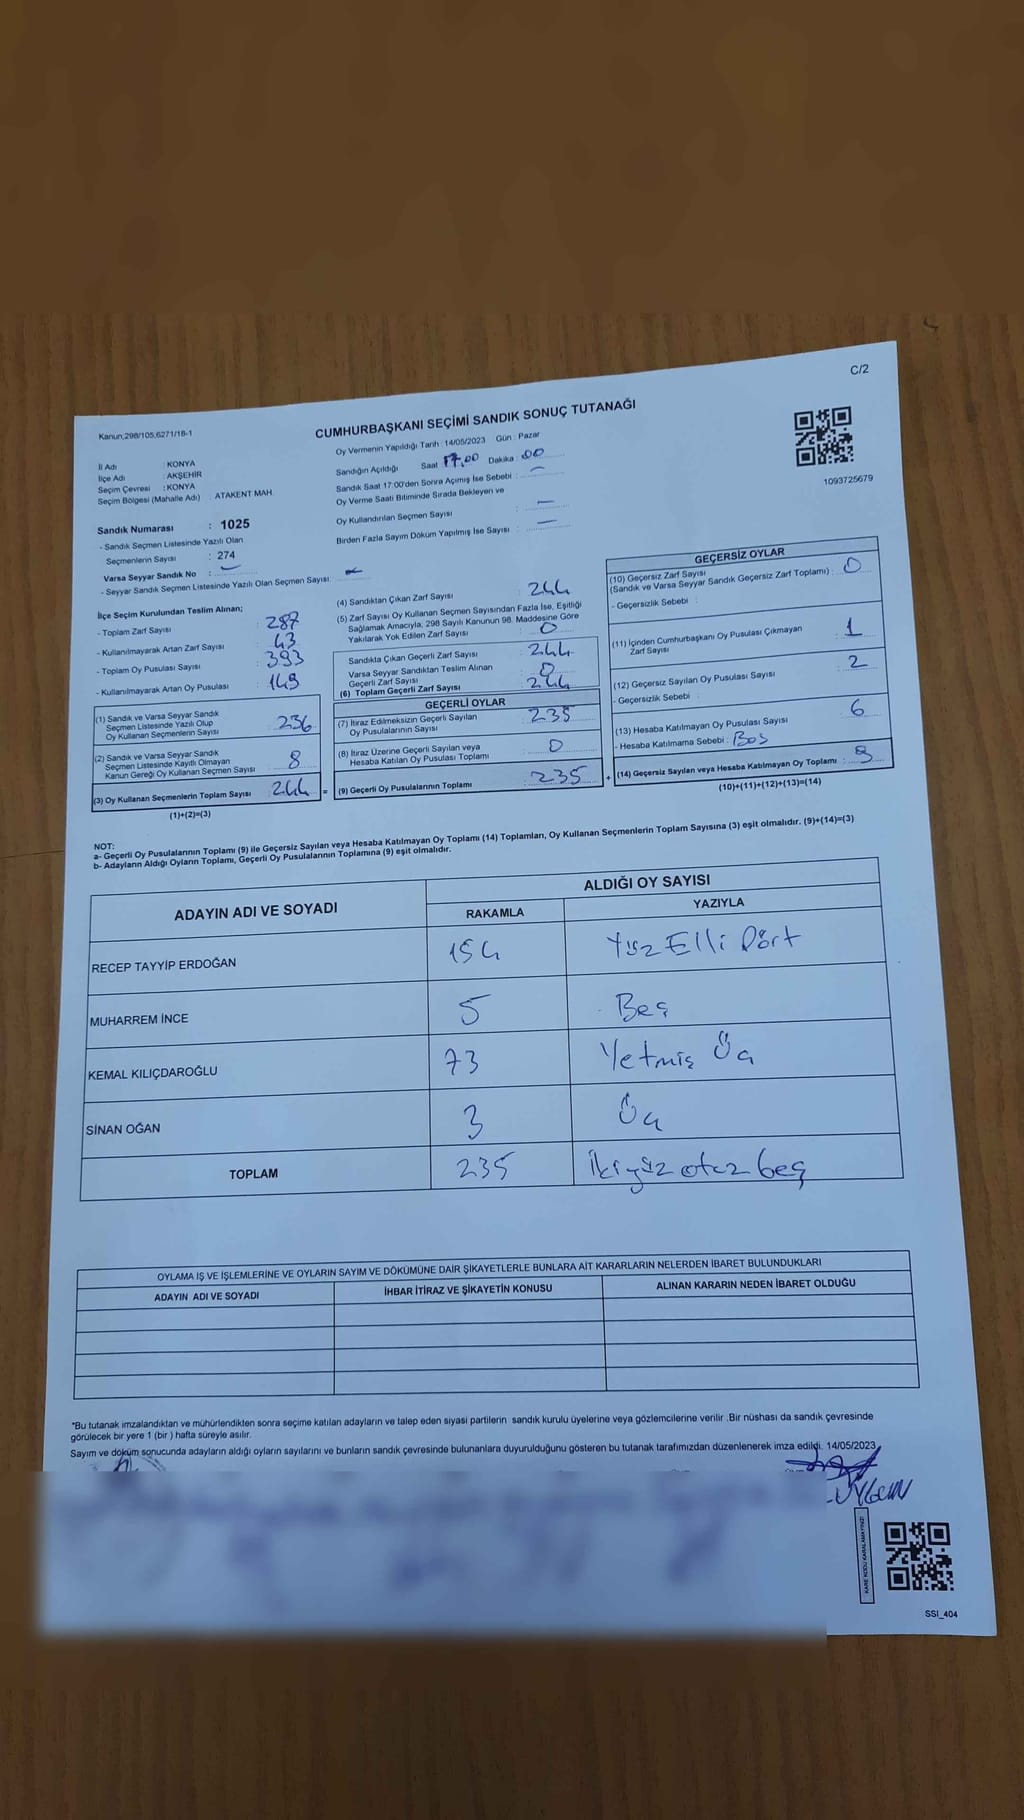 C/2
Kanun,298/105,6271/18-1
CUMHURBAŞKANI SEÇİMİ SANDIK SONUÇ TUTANAĞI
1093725679
İl Adı : KONYA
İlçe Adı : AKŞEHİR
Seçim Çevresi : KONYA
Seçim Bölgesi (Mahalle Adı) : ATAKENT MAH.
Sandık Numarası : 1025
- Sandık Seçmen Listesinde Yazılı Olan
Seçmenlerin Sayısı : 274
Varsa Seyyar Sandık No : –
- Seyyar Sandık Seçmen Listesinde Yazılı Olan Seçmen Sayısı:
Oy Vermenin Yapıldığı Tarih : 14/05/2023 Gün : Pazar
Sandığın Açıldığı Saat 17.00 Dakika : 00
Sandık Saat 17:00'den Sonra Açımış İse Sebebi : –
Oy Verme Saati Bitiminde Sırada Bekleyen ve
Oy Kullandırılan Seçmen Sayısı : –
Birden Fazla Sayım Döküm Yapılmış İse Sayısı : –
İlçe Seçim Kurulundan Teslim Alınan;
- Toplam Zarf Sayısı : 287
- Kullanılmayarak Artan Zarf Sayısı : 43
- Toplam Oy Pusulası Sayısı : 393
- Kullanılmayarak Artan Oy Pusulası : 149
(1) Sandık ve Varsa Seyyar Sandık
Seçmen Listesinde Yazılı Olup
Oy Kullanan Seçmenlerin Sayısı : 236
(2) Sandık ve Varsa Seyyar Sandık
Seçmen Listesinde Kayıtlı Olmayan
Kanun Gereği Oy Kullanan Seçmen Sayısı : 8
(3) Oy Kullanan Seçmenlerin Toplam Sayısı : 244 =
(1)+(2)=(3)
(4) Sandıktan Çıkan Zarf Sayısı : 244
(5) Zarf Sayısı Oy Kullanan Seçmen Sayısından Fazla İse, Eşitliği
Sağlamak Amacıyla; 298 Sayılı Kanunun 98. Maddesine Göre
Yakılarak Yok Edilen Zarf Sayısı : 0
Sandıkta Çıkan Geçerli Zarf Sayısı : 244
Varsa Seyyar Sandıktan Teslim Alınan
Geçerli Zarf Sayısı : 0
(6) Toplam Geçerli Zarf Sayısı : 244
GEÇERLİ OYLAR
(7) İtiraz Edilmeksizin Geçerli Sayılan
Oy Pusulalarının Sayısı : 235
(8) İtiraz Üzerine Geçerli Sayılan veya
Hesaba Katılan Oy Pusulası Toplamı : 0
(9) Geçerli Oy Pusulalarının Toplamı : 235 +
GEÇERSİZ OYLAR
(10) Geçersiz Zarf Sayısı
(Sandık ve Varsa Seyyar Sandık Geçersiz Zarf Toplamı) : 0
- Geçersizlik Sebebi :
(11) İçinden Cumhurbaşkanı Oy Pusulası Çıkmayan
Zarf Sayısı : 1
(12) Geçersiz Sayılan Oy Pusulası Sayısı : 2
- Geçersizlik Sebebi :
(13) Hesaba Katılmayan Oy Pusulası Sayısı : 6
- Hesaba Katılmama Sebebi : Boş
(14) Geçersiz Sayılan veya Hesaba Katılmayan Oy Toplamı : 9
(10)+(11)+(12)+(13)=(14)
NOT:
a- Geçerli Oy Pusulalarının Toplamı (9) ile Geçersiz Sayılan veya Hesaba Katılmayan Oy Toplamı (14) Toplamları, Oy Kullanan Seçmenlerin Toplam Sayısına (3) eşit olmalıdır. (9)+(14)=(3)
b- Adayların Aldığı Oyların Toplamı, Geçerli Oy Pusulalarının Toplamına (9) eşit olmalıdır.
ADAYIN ADI VE SOYADI ALDIĞI OY SAYISI
RAKAMLA YAZIYLA
RECEP TAYYİP ERDOĞAN 154 Yüz Elli Dört
MUHARREM İNCE 5 Beş
KEMAL KILIÇDAROĞLU 73 Yetmiş Üç
SİNAN OĞAN 3 Üç
TOPLAM 235 İkiyüz otuz beş
OYLAMA İŞ VE İŞLEMLERİNE VE OYLARIN SAYIM VE DÖKÜMÜNE DAİR ŞİKAYETLERLE BUNLARA AİT KARARLARIN NELERDEN İBARET BULUNDUKLARI
ADAYIN ADI VE SOYADI İHBAR İTİRAZ VE ŞİKAYETİN KONUSU ALINAN KARARIN NEDEN İBARET OLDUĞU
*Bu tutanak imzalandıktan ve mühürlendikten sonra seçime katılan adayların ve talep eden siyasi partilerin sandık kurulu üyelerine veya gözlemcilerine verilir .Bir nüshası da sandık çevresinde
görülecek bir yere 1 (bir ) hafta süreyle asılır.
Sayım ve döküm sonucunda adayların aldığı oyların sayılarını ve bunların sandık çevresinde bulunanlara duyurulduğunu gösteren bu tutanak tarafımızdan düzenlenerek imza edildi. 14/05/2023
UYGUN
KARE KODU KARALAMAYINIZ!
SSI_404